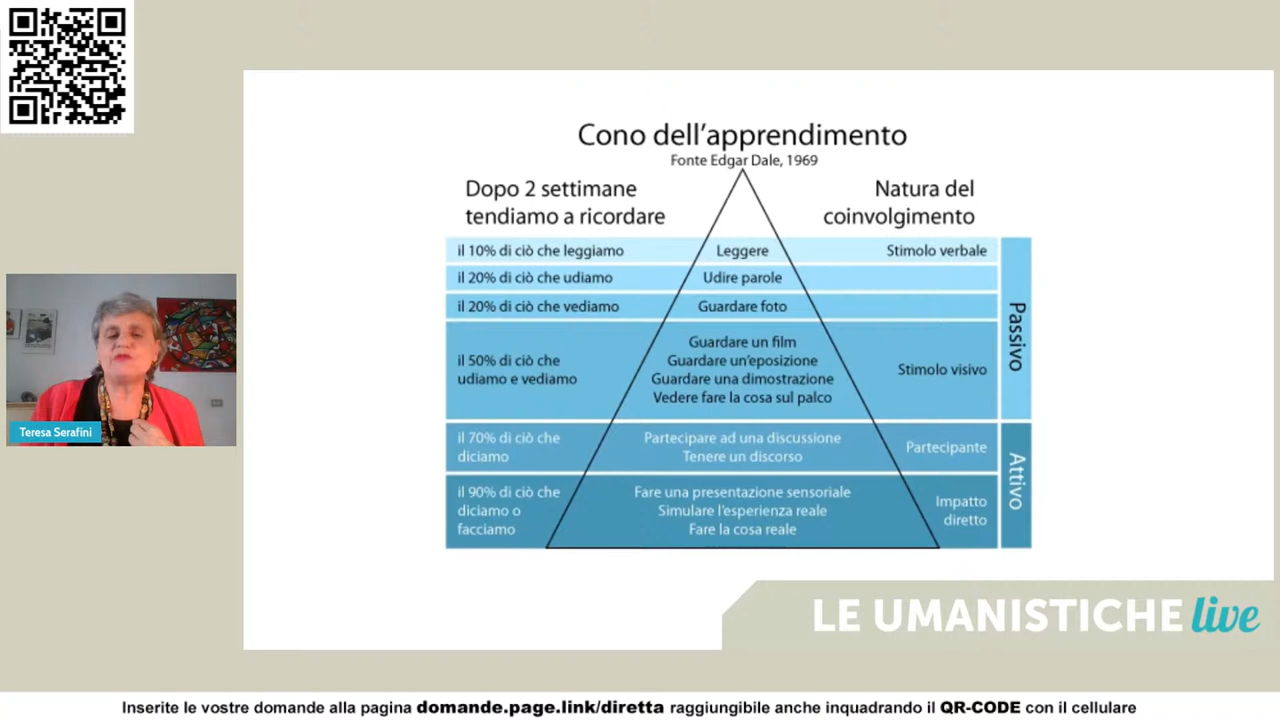 Cono dell'apprendimento
Fonte Edgar Dale, 1969
Dopo 2 settimane
tendiamo a ricordare
Natura del
coinvolgimento
il 10% di ciò che leggiamo
Leggere
Stimolo verbale
il 20% di ciò che udiamo
Udire parole
il 20% di ciò che vediamo
Guardare foto
il 50% di ciò che
udiamo e vediamo
Guardare un film
Guardare un'eposizione
Guardare una dimostrazione
Vedere fare la cosa sul palco
Stimolo visivo
Passivo
il 70% di ciò che
diciamo
Partecipare ad una discussione
Tenere un discorso
Partecipante
il 90% di ciò che
diciamo o
facciamo
Fare una presentazione sensoriale
Simulare l'esperienza reale
Fare la cosa reale
Impatto
diretto
Attivo
Teresa Serafini
LE UMANISTICHE live
Inserite le vostre domande alla pagina domande.page.link/diretta raggiungibile anche inquadrando il QR-CODE con il cellulare